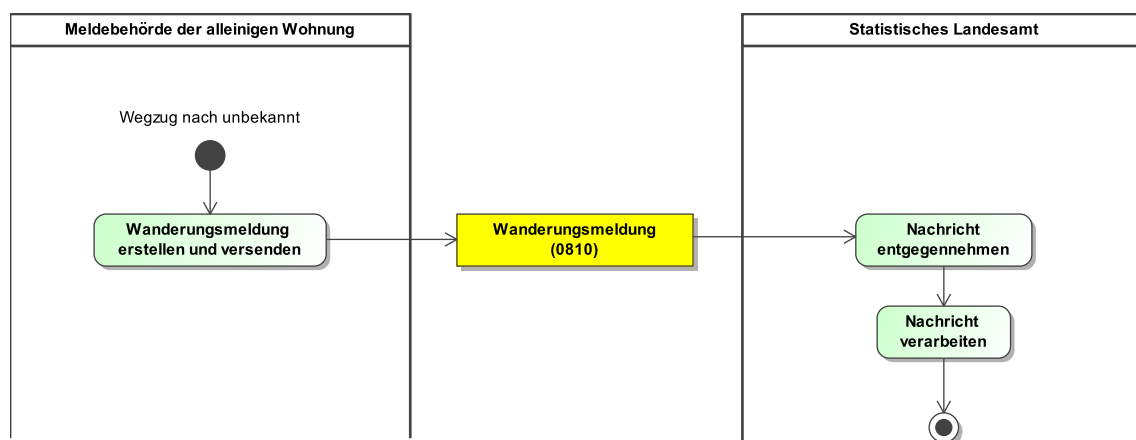 Meldebehörde der alleinigen Wohnung
Statistisches Landesamt
Wegzug nach unbekannt
Wanderungsmeldung
erstellen und versenden
Wanderungsmeldung
(0810)
Nachricht
entgegennehmen
Nachricht
verarbeiten